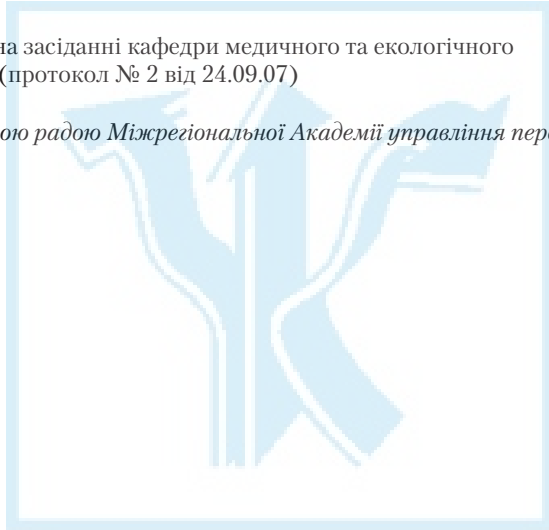 на засіданні кафедри медичного та екологічного
(протокол № 2 від 24.09.07)
ою радою Міжрегіональної Академії управління пер